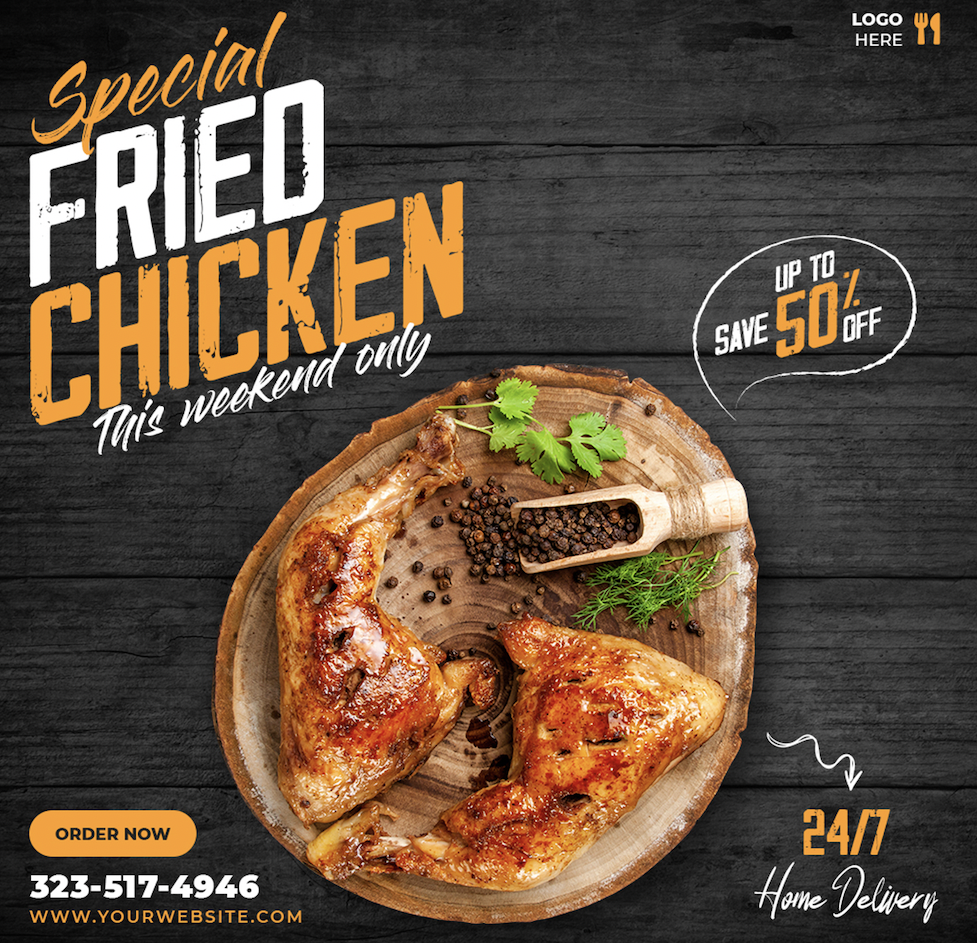 Special
FRIED
CHICKEN
This weekend only
LOGO
HERE
UP TO
SAVE 50% OFF
ORDER NOW
323-517-4946
WWW.YOURWEBSITE.COM
24/7
Home Delivery